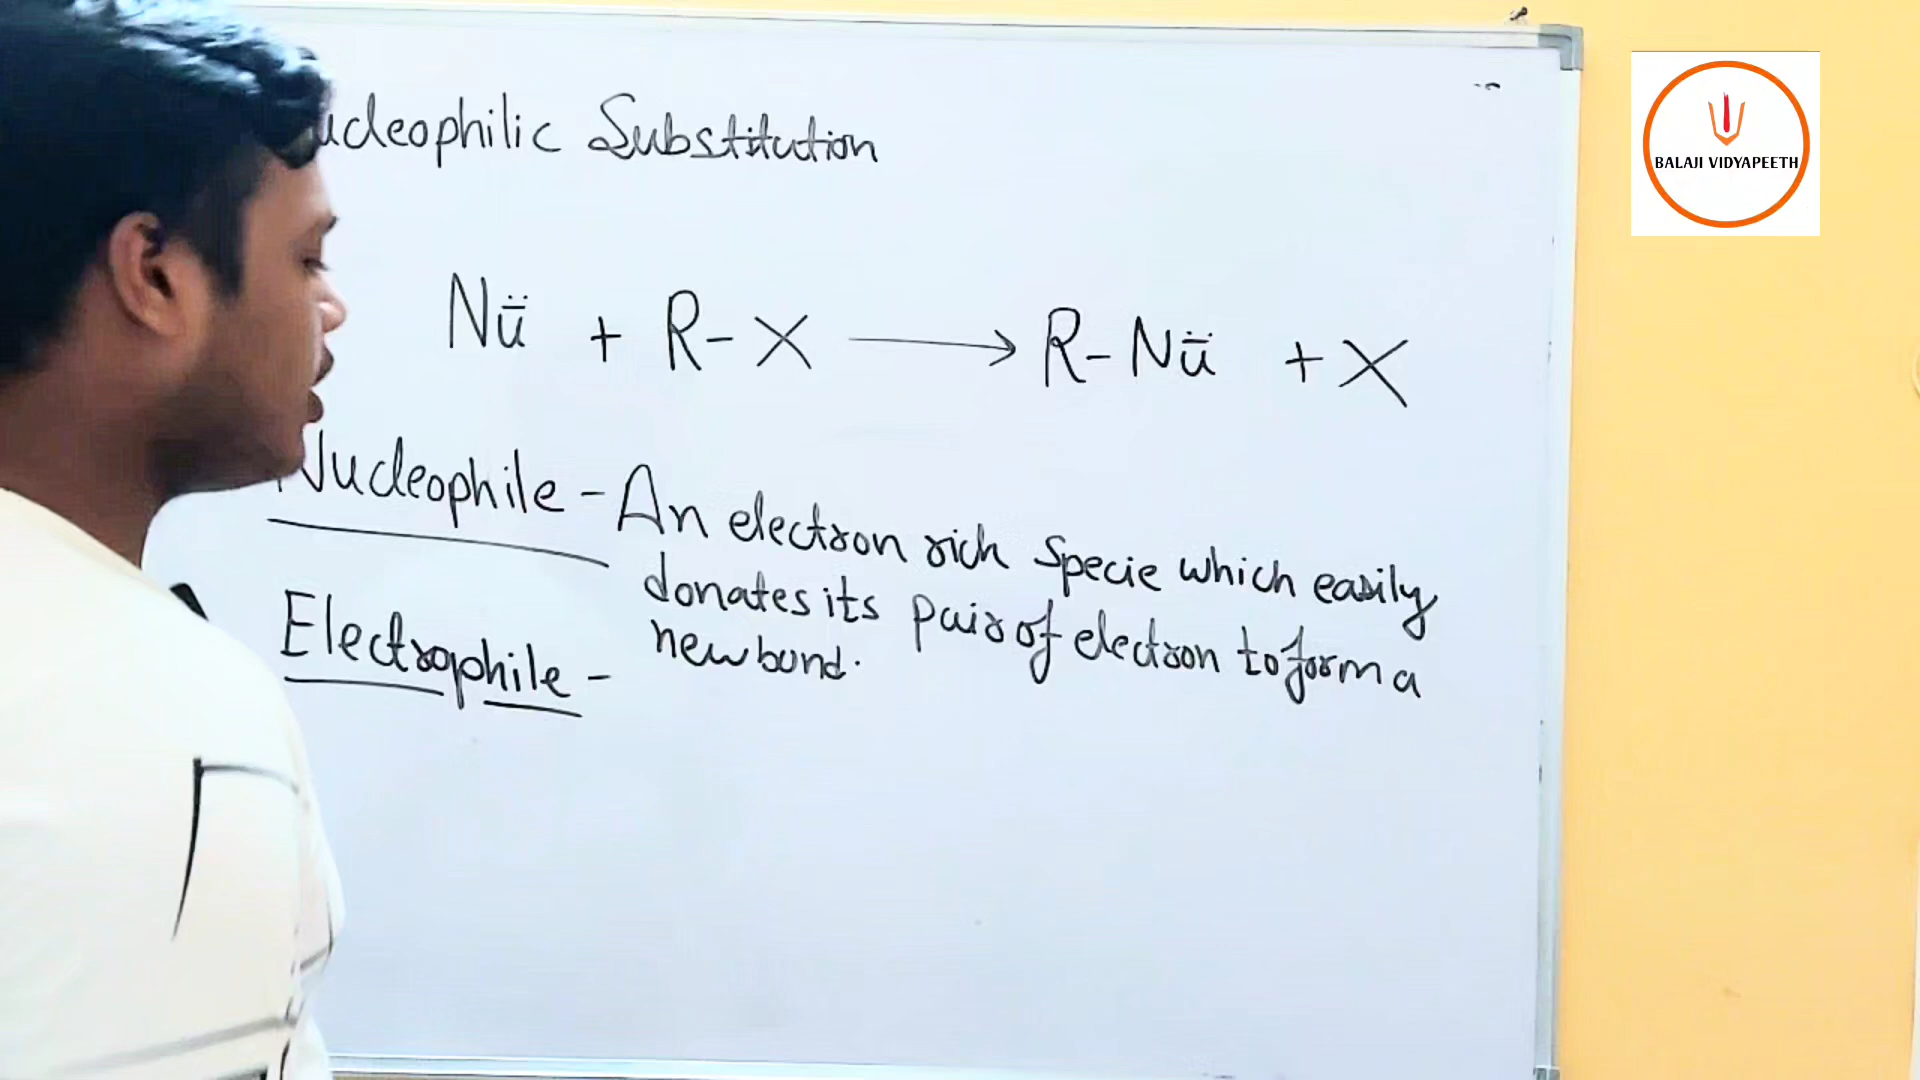 ucleophilic Substitution
BALAJI VIDYAPEETH
Nü + R-X ⟶ R-Nü + X
Nucleophile - An electron rich specie which easily
donates its pair of electron to form a
new bond.
Electrophile -